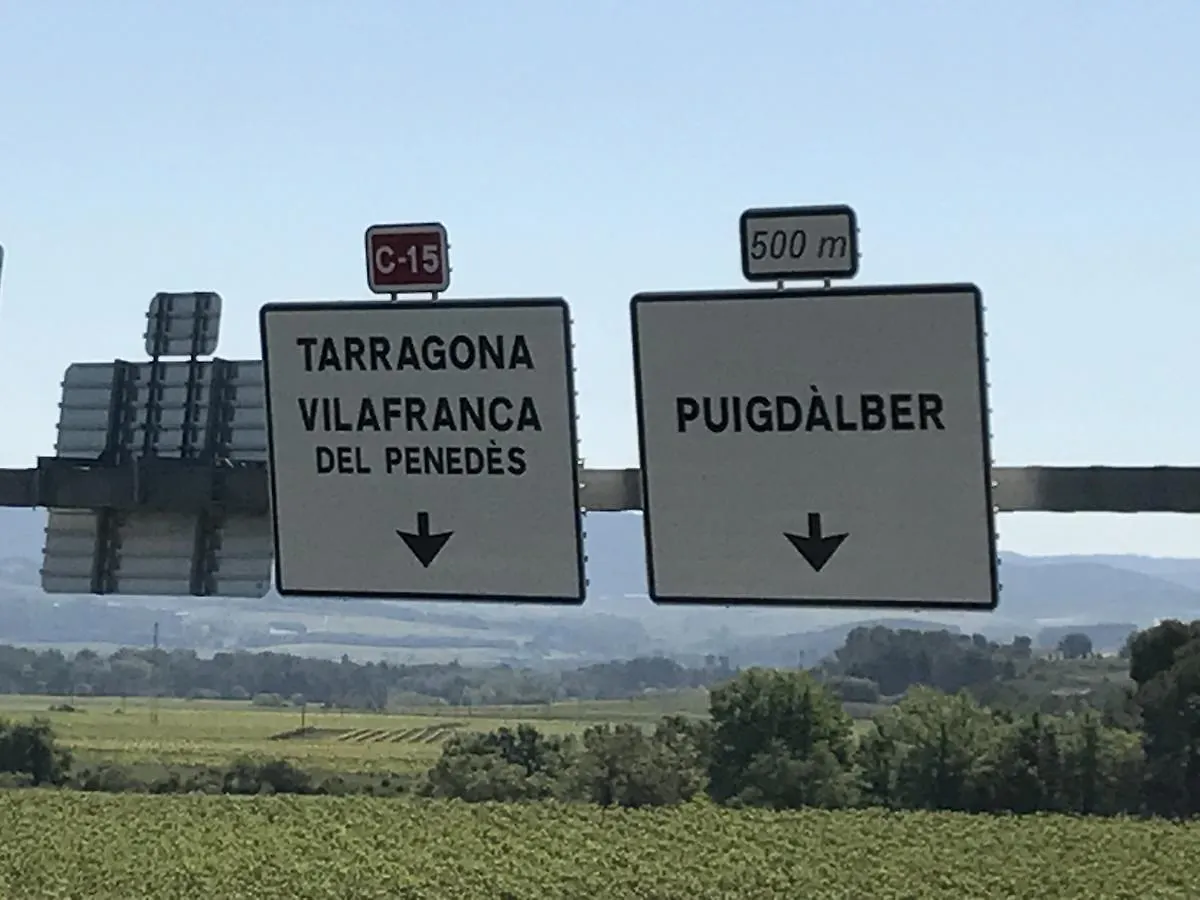 C-15
TARRAGONA
VILAFRANCA
DEL PENEDÈS
500 m
PUIGDÀLBER